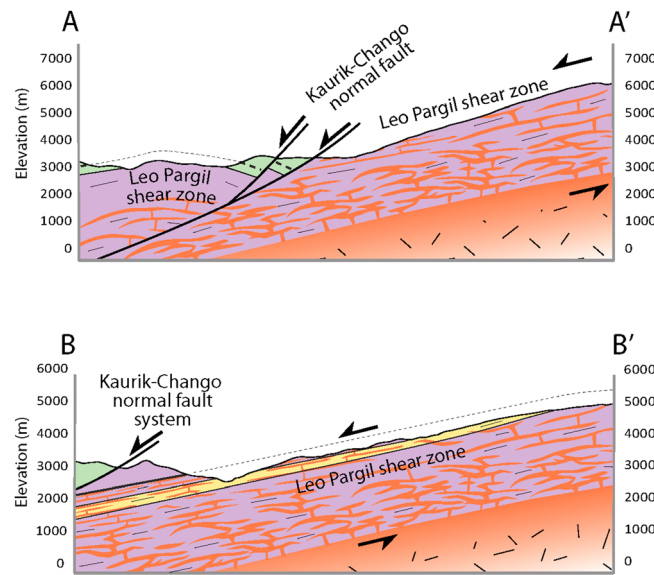 A
A'
7000
6000
5000
4000
3000
2000
1000
0
Elevation (m)
Kaurik-Chango
normal fault
Leo Pargil shear zone
Leo Pargil
shear zone
7000
6000
5000
4000
3000
2000
1000
0
B
B'
6000
5000
4000
3000
2000
1000
0
Elevation (m)
Kaurik-Chango
normal fault
system
Leo Pargil shear zone
6000
5000
4000
3000
2000
1000
0